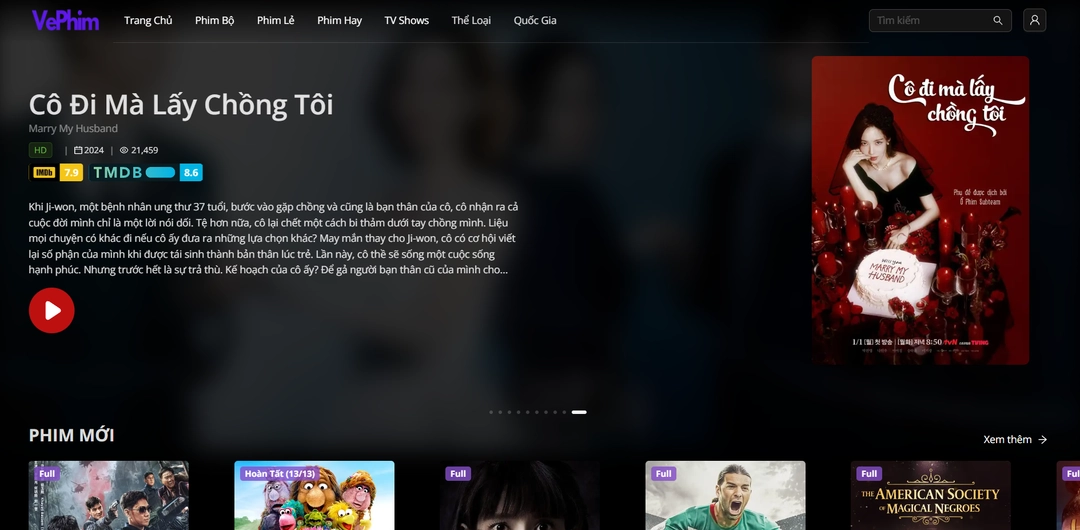 VePhim
Trang Chủ
Phim Bộ
Phim Lẻ
Phim Hay
TV Shows
Thể Loại
Quốc Gia
Tìm kiếm
Cô Đi Mà Lấy Chồng Tôi
Marry My Husband
HD | 2024 | 21,459
IMDb 7.9 TMDB 8.6
Khi Ji-won, một bệnh nhân ung thư 37 tuổi, bước vào gặp chồng và cũng là bạn thân của cô, cô nhận ra cả
cuộc đời mình chỉ là một lời nói dối. Tệ hơn nữa, cô lại chết một cách bi thảm dưới tay chồng mình. Liệu
mọi chuyện có khác đi nếu cô ấy đưa ra những lựa chọn khác? May mắn thay cho Ji-won, cô có cơ hội viết
lại số phận của mình khi được tái sinh thành bản thân lúc trẻ. Lần này, cô thề sẽ sống một cuộc sống
hạnh phúc. Nhưng trước hết là sự trả thù. Kế hoạch của cô ấy? Để gả người bạn thân cũ của mình cho...
Cô đi mà lấy
chồng tôi
Phụ đề được dịch bởi
Ổ Phim Subteam
MARRY MY
HUSBAND
1/1 [월] 첫 방송 | [월화] 저녁 8:50 tvN TVING
PHIM MỚI
Xem thêm
Full
Hoàn Tất (13/13)
Full
Full
Full
THE AMERICAN SOCIETY
OF MAGICAL NEGROES